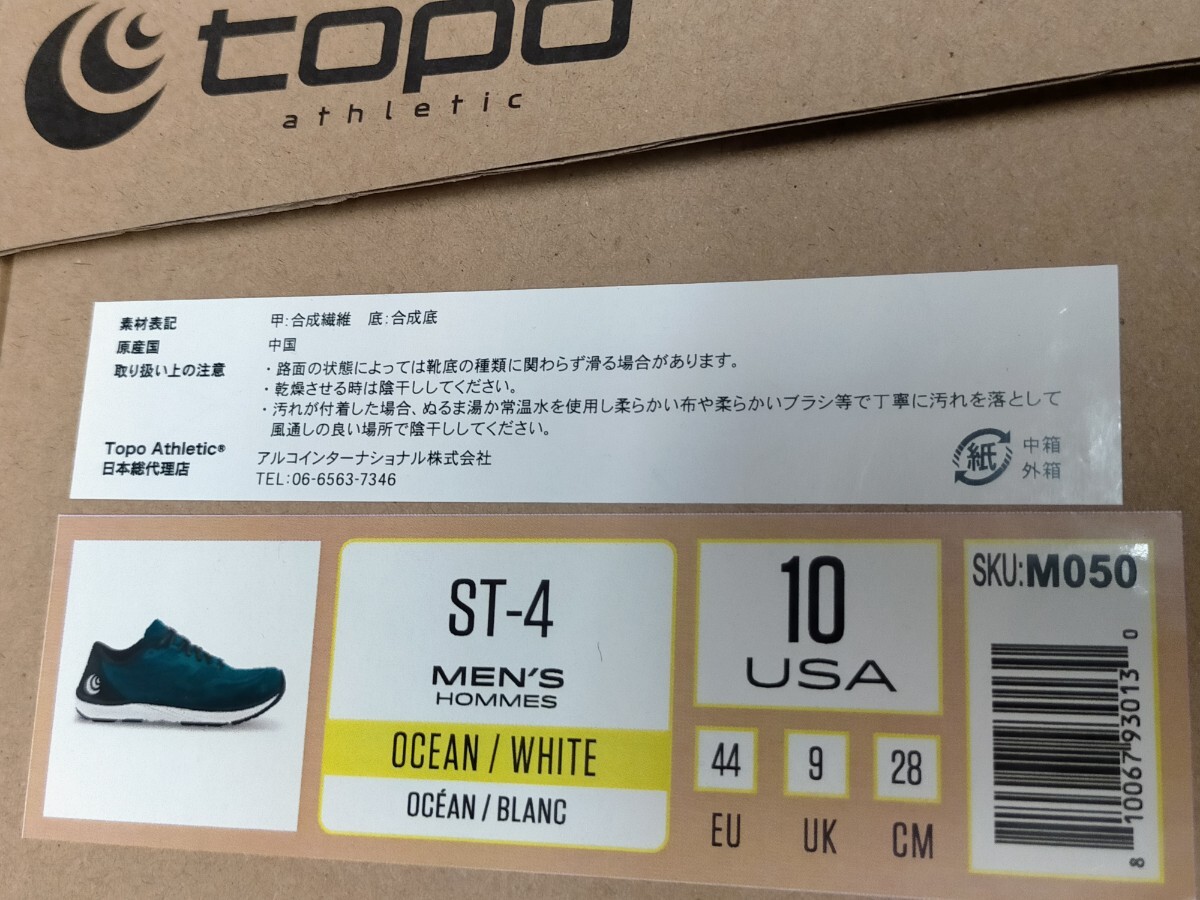 topo
athletic
素材表記 甲:合成繊維 底:合成底
原産国 中国
取り扱い上の注意 ・路面の状態によっては靴底の種類に関わらず滑る場合があります。
・乾燥させる時は陰干ししてください。
・汚れが付着した場合、ぬるま湯か常温水を使用し柔らかい布や柔らかいブラシ等で丁寧に汚れを落として
風通しの良い場所で陰干ししてください。
Topo Athletic® アルコインターナショナル株式会社
日本総代理店 TEL:06-6563-7346
紙 中箱
外箱
ST-4
MEN'S
HOMMES
OCEAN / WHITE
OCÉAN / BLANC
10
USA
44 9 28
EU UK CM
SKU:M050
8 10067 93013 0